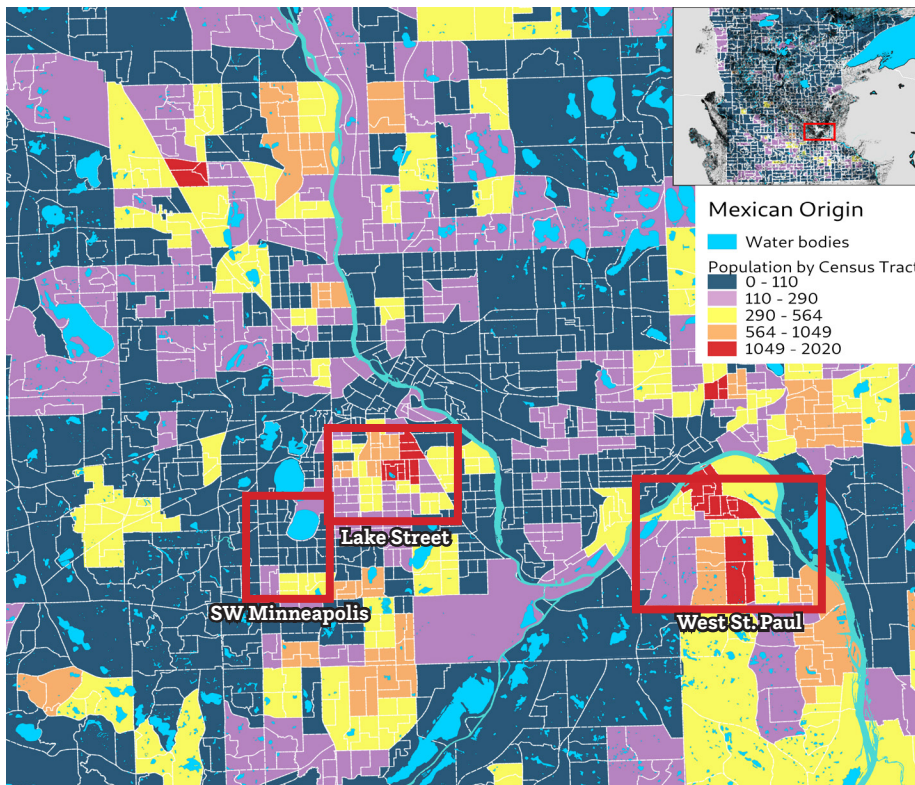 Mexican Origin
Water bodies
Population by Census Tract
0 - 110
110 - 290
290 - 564
564 - 1049
1049 - 2020
Lake Street
SW Minneapolis
West St. Paul